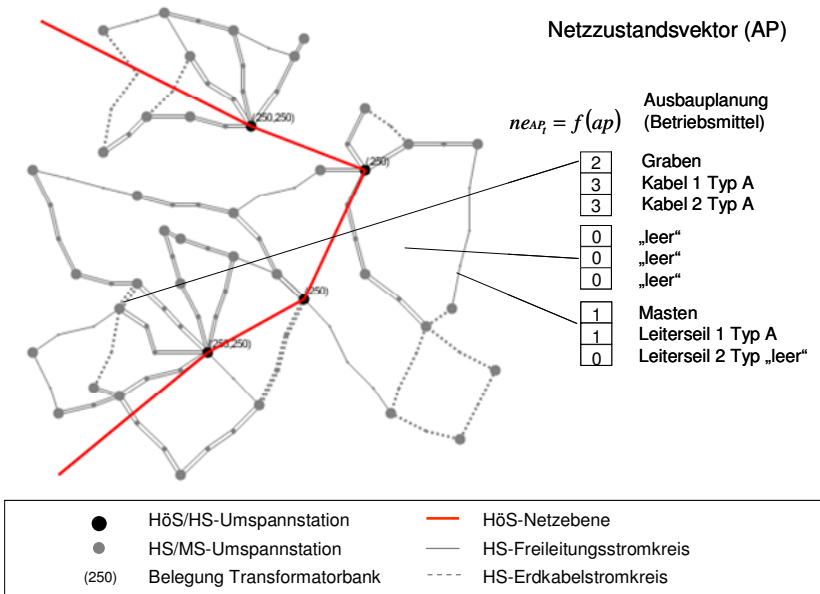 Netzzustandsvektor (AP)
ne_{AP_t} = f(ap)
Ausbauplanung
(Betriebsmittel)
2 Graben
3 Kabel 1 Typ A
3 Kabel 2 Typ A
0 „leer“
0 „leer“
0 „leer“
1 Masten
1 Leiterseil 1 Typ A
0 Leiterseil 2 Typ „leer“
(250,250)
(250)
(250)
(250,250)
HöS/HS-Umspannstation
HöS-Netzebene
HS/MS-Umspannstation
HS-Freileitungsstromkreis
(250) Belegung Transformatorbank
HS-Erdkabelstromkreis